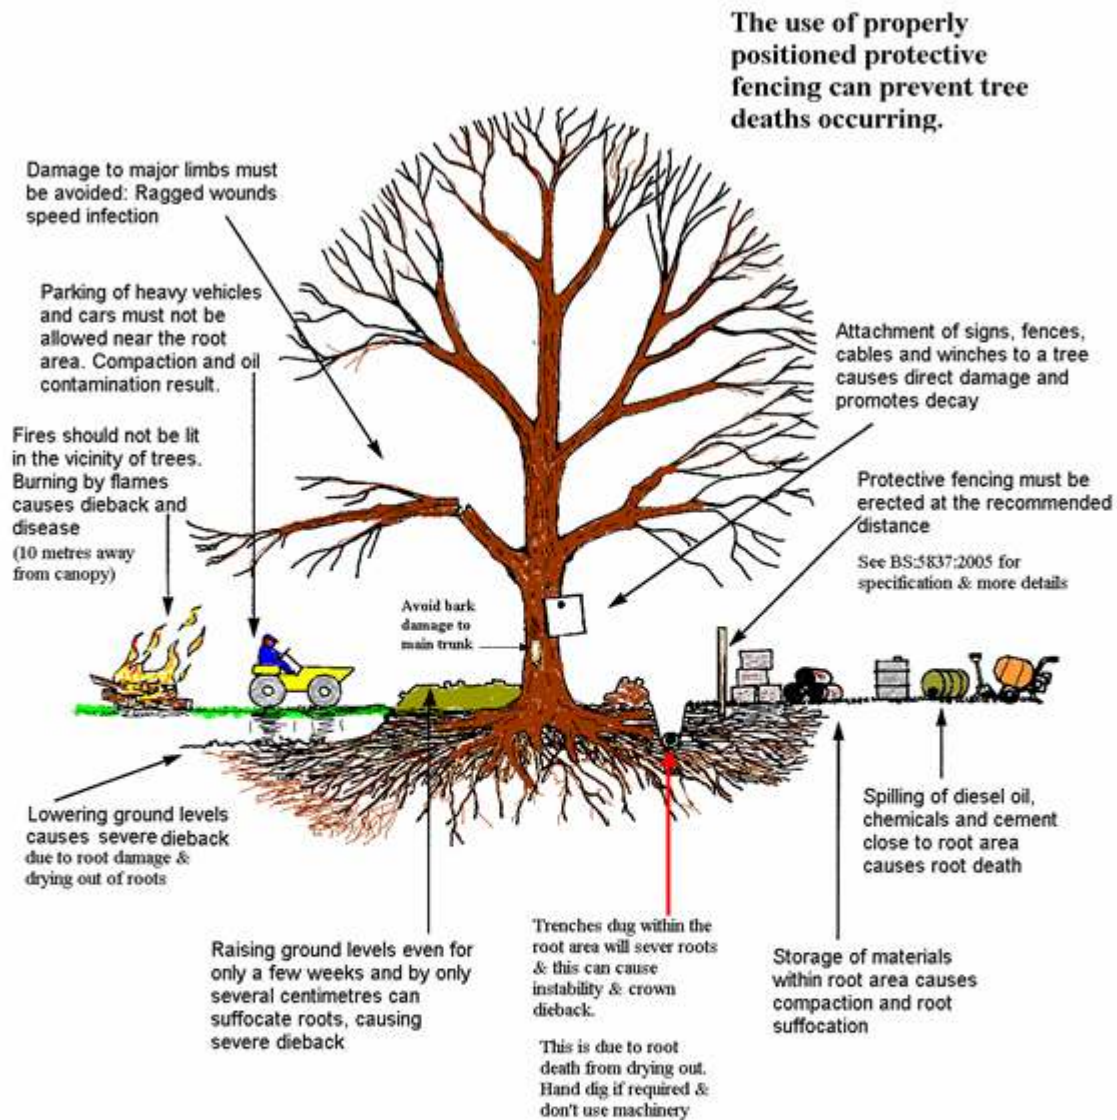 The use of properly
positioned protective
fencing can prevent tree
deaths occurring.
Damage to major limbs must
be avoided: Ragged wounds
speed infection
Parking of heavy vehicles
and cars must not be
allowed near the root
area. Compaction and oil
contamination result.
Attachment of signs, fences,
cables and winches to a tree
causes direct damage and
promotes decay
Fires should not be lit
in the vicinity of trees.
Burning by flames
causes dieback and
disease
(10 metres away
from canopy)
Protective fencing must be
erected at the recommended
distance
See BS:5837:2005 for
specification & more details
Avoid bark
damage to
main trunk
Lowering ground levels
causes severe dieback
due to root damage &
drying out of roots
Spilling of diesel oil,
chemicals and cement
close to root area
causes root death
Raising ground levels even for
only a few weeks and by only
several centimetres can
suffocate roots, causing
severe dieback
Trenches dug within the
root area will sever roots
& this can cause
instability & crown
dieback.
This is due to root
death from drying out.
Hand dig if required &
don't use machinery
Storage of materials
within root area causes
compaction and root
suffocation